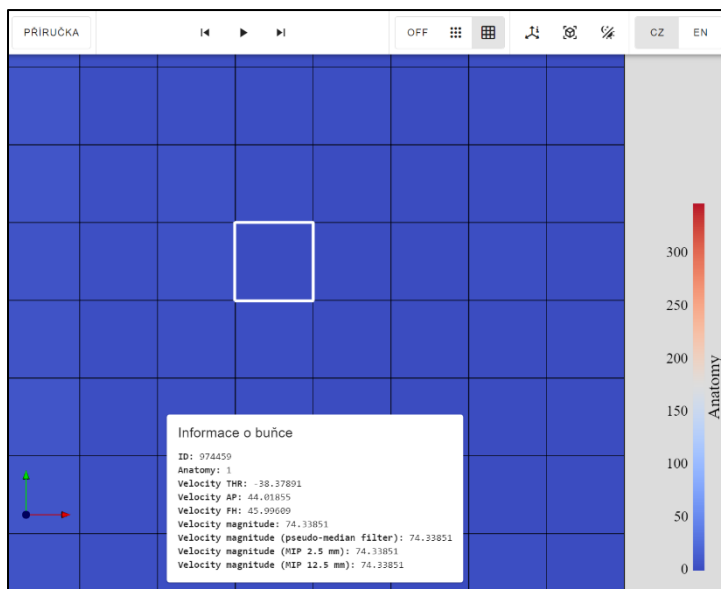 PŘÍRUČKA
OFF
CZ
EN
300
250
200
150
100
50
0
Anatomy
Informace o buňce
ID: 974459
Anatomy: 1
Velocity THR: -38.37891
Velocity AP: 44.01855
Velocity FH: 45.99609
Velocity magnitude: 74.33851
Velocity magnitude (pseudo-median filter): 74.33851
Velocity magnitude (MIP 2.5 mm): 74.33851
Velocity magnitude (MIP 12.5 mm): 74.33851